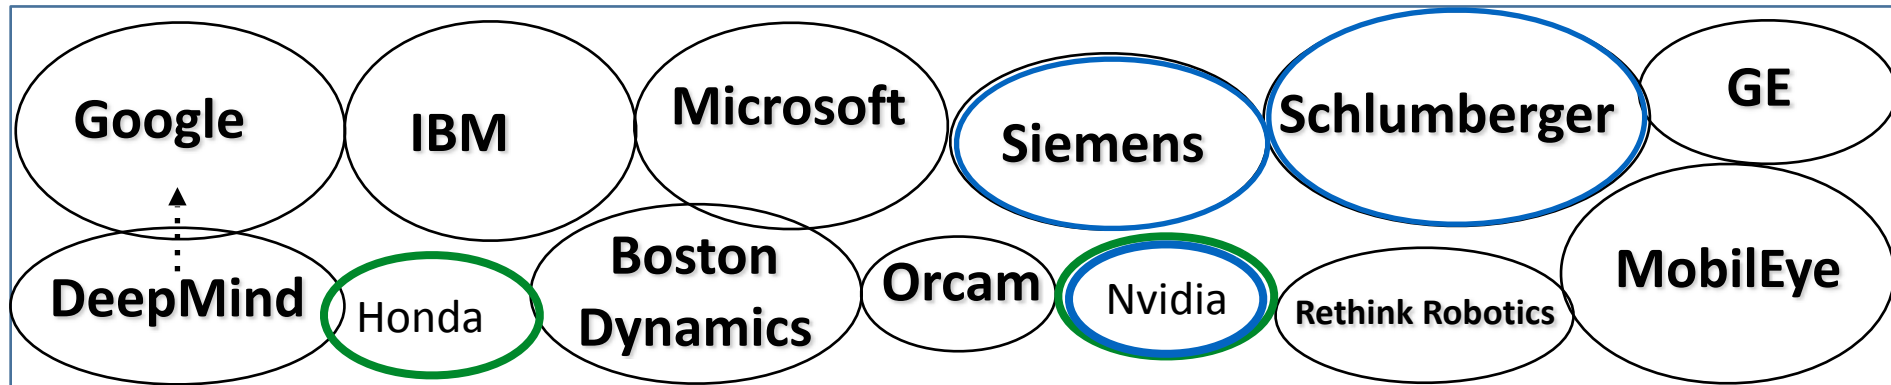 Google
IBM
Microsoft
Siemens
Schlumberger
GE
DeepMind
Honda
Boston
Dynamics
Orcam
Nvidia
Rethink Robotics
MobilEye